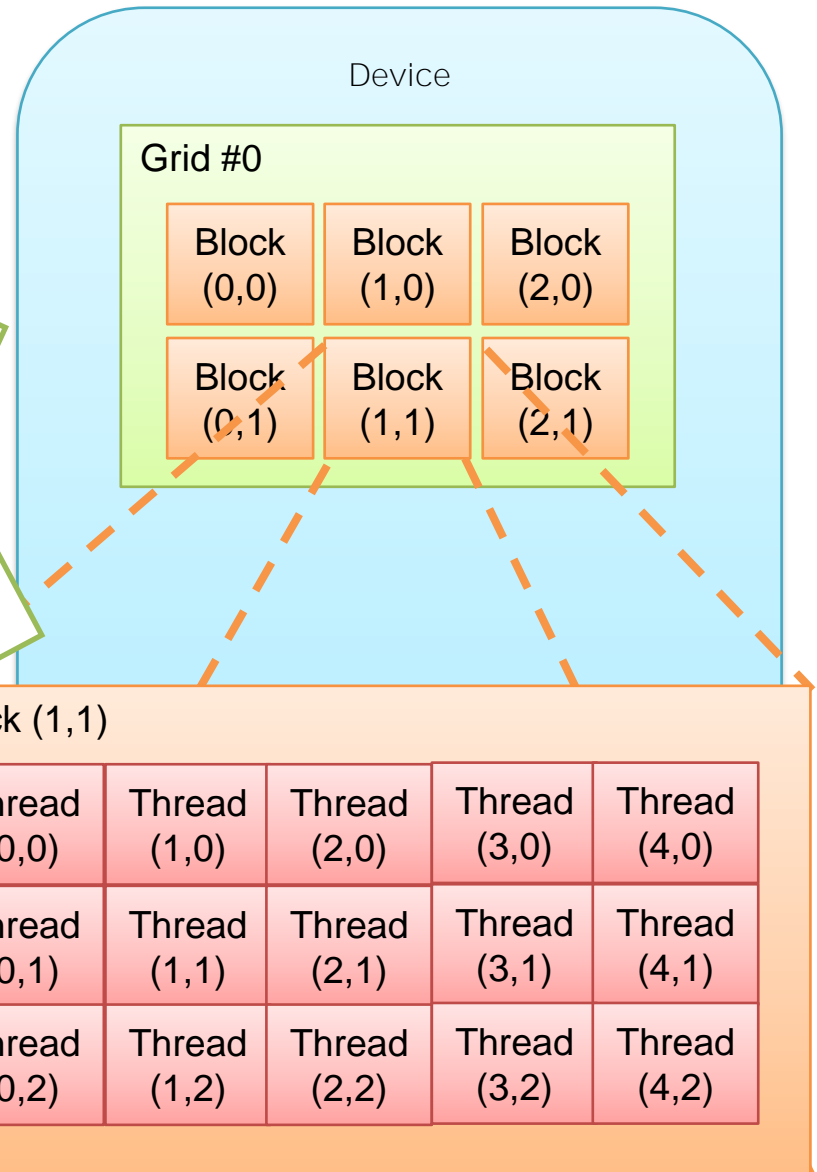 Device
Grid #0
Block Block Block
(0,0) (1,0) (2,0)
Block Block Block
(0,1) (1,1) (2,1)
(1,1)
Thread Thread Thread Thread
(1,0) (2,0) (3,0) (4,0)
Thread Thread Thread Thread
(1,1) (2,1) (3,1) (4,1)
Thread Thread Thread Thread
(1,2) (2,2) (3,2) (4,2)